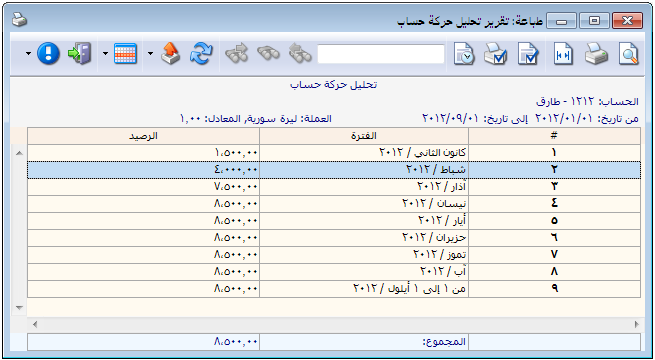 طباعة: تقرير تحليل حركة حساب
تحليل حركة حساب
الحساب: ١٢١٢ - طارق
من تاريخ: ٢٠١٢/٠١/٠١ إلى تاريخ: ٢٠١٢/٠٩/٠١ العملة: ليرة سورية, المعادل: ١,٠٠
# الفترة الرصيد
١ كانون الثاني / ٢٠١٢ ١,٥٠٠,٠٠
٢ شباط / ٢٠١٢ ٤,٠٠٠,٠٠
٣ آذار / ٢٠١٢ ٧,٥٠٠,٠٠
٤ نيسان / ٢٠١٢ ٨,٥٠٠,٠٠
٥ أيار / ٢٠١٢ ٨,٥٠٠,٠٠
٦ حزيران / ٢٠١٢ ٨,٥٠٠,٠٠
٧ تموز / ٢٠١٢ ٨,٥٠٠,٠٠
٨ آب / ٢٠١٢ ٨,٥٠٠,٠٠
٩ من ١ إلى ١ أيلول / ٢٠١٢ ٨,٥٠٠,٠٠
المجموع: ٨,٥٠٠,٠٠